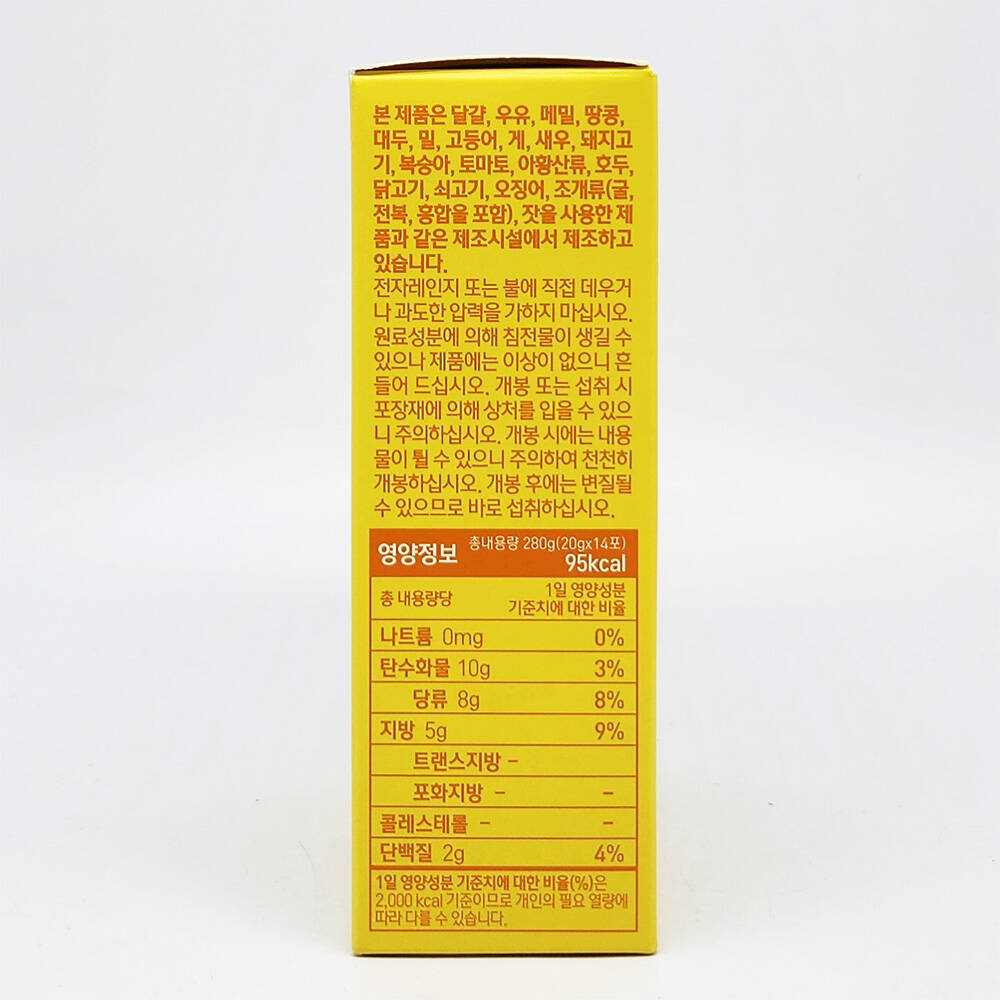 본 제품은 달걀, 우유, 메밀, 땅콩,
대두, 밀, 고등어, 게, 새우, 돼지고
기, 복숭아, 토마토, 아황산류, 호두,
닭고기, 쇠고기, 오징어, 조개류(굴,
전복, 홍합을 포함), 잣을 사용한 제
품과 같은 제조시설에서 제조하고
있습니다.
전자레인지 또는 불에 직접 데우거
나 과도한 압력을 가하지 마십시오.
원료성분에 의해 침전물이 생길 수
있으나 제품에는 이상이 없으니 흔
들어 드십시오. 개봉 또는 섭취 시
포장재에 의해 상처를 입을 수 있으
니 주의하십시오. 개봉 시에는 내용
물이 튈 수 있으니 주의하여 천천히
개봉하십시오. 개봉 후에는 변질될
수 있으므로 바로 섭취하십시오.
영양정보 총내용량 280g(20gx14포)
95kcal
총 내용량당 1일 영양성분
기준치에 대한 비율
나트륨 0mg 0%
탄수화물 10g 3%
당류 8g 8%
지방 5g 9%
트랜스지방 -
포화지방 - -
콜레스테롤 - -
단백질 2g 4%
1일 영양성분 기준치에 대한 비율(%)은
2,000 kcal 기준이므로 개인의 필요 열량에
따라 다를 수 있습니다.